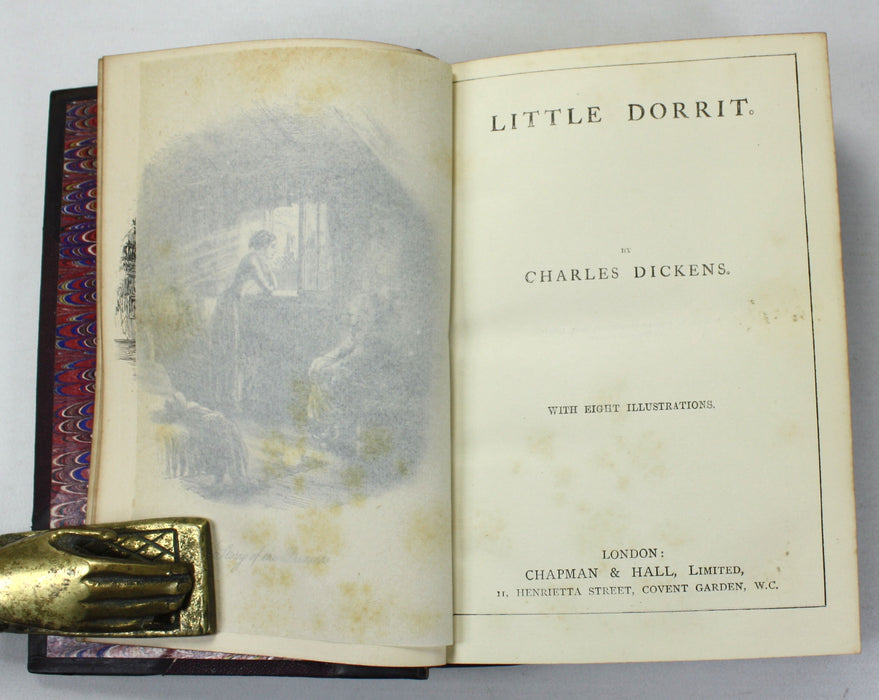 LITTLE DORRIT.
BY
CHARLES DICKENS.
WITH EIGHT ILLUSTRATIONS.
LONDON:
CHAPMAN & HALL, LIMITED,
11, HENRIETTA STREET, COVENT GARDEN, W.C.